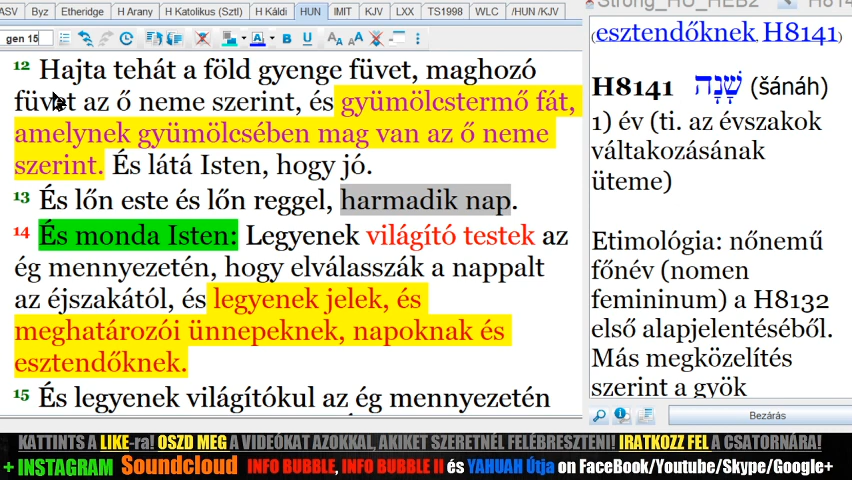 ASV Byz Etheridge H Arany H Katolikus (SztI) H Káldi HUN IMIT KJV LXX TS1998 WLC /HUN /KJV
gen 15
12 Hajta tehát a föld gyenge füvet, maghozó
füvet az ő neme szerint, és gyümölcstermő fát,
amelynek gyümölcsében mag van az ő neme
szerint. És látá Isten, hogy jó.
13 És lőn este és lőn reggel, harmadik nap.
14 És monda Isten: Legyenek világító testek az
ég mennyezetén, hogy elválasszák a nappalt
az éjszakától, és legyenek jelek, és
meghatározói ünnepeknek, napoknak és
esztendőknek.
15 És legyenek világítókul az ég mennyezetén
Strong_HU_HEB2
(esztendőknek, H8141)
H8141 שָׁנָה (šánáh)
1) év (ti. az évszakok
váltakozásának
üteme)
Etimológia: nőnemű
főnév (nomen
femininum) a H8132
első alapjelentéséből.
Más megközelítés
szerint a gyök
Bezárás
KATTINTS A LIKE-ra! OSZD MEG A VIDEÓKAT AZOKKAL, AKIKET SZERETNÉL FELÉBRESZTENI! IRATKOZZ FEL A CSATORNÁRA!
+ INSTAGRAM Soundcloud INFO BUBBLE, INFO BUBBLE II és YAHUAH Útja on FaceBook/Youtube/Skype/Google+